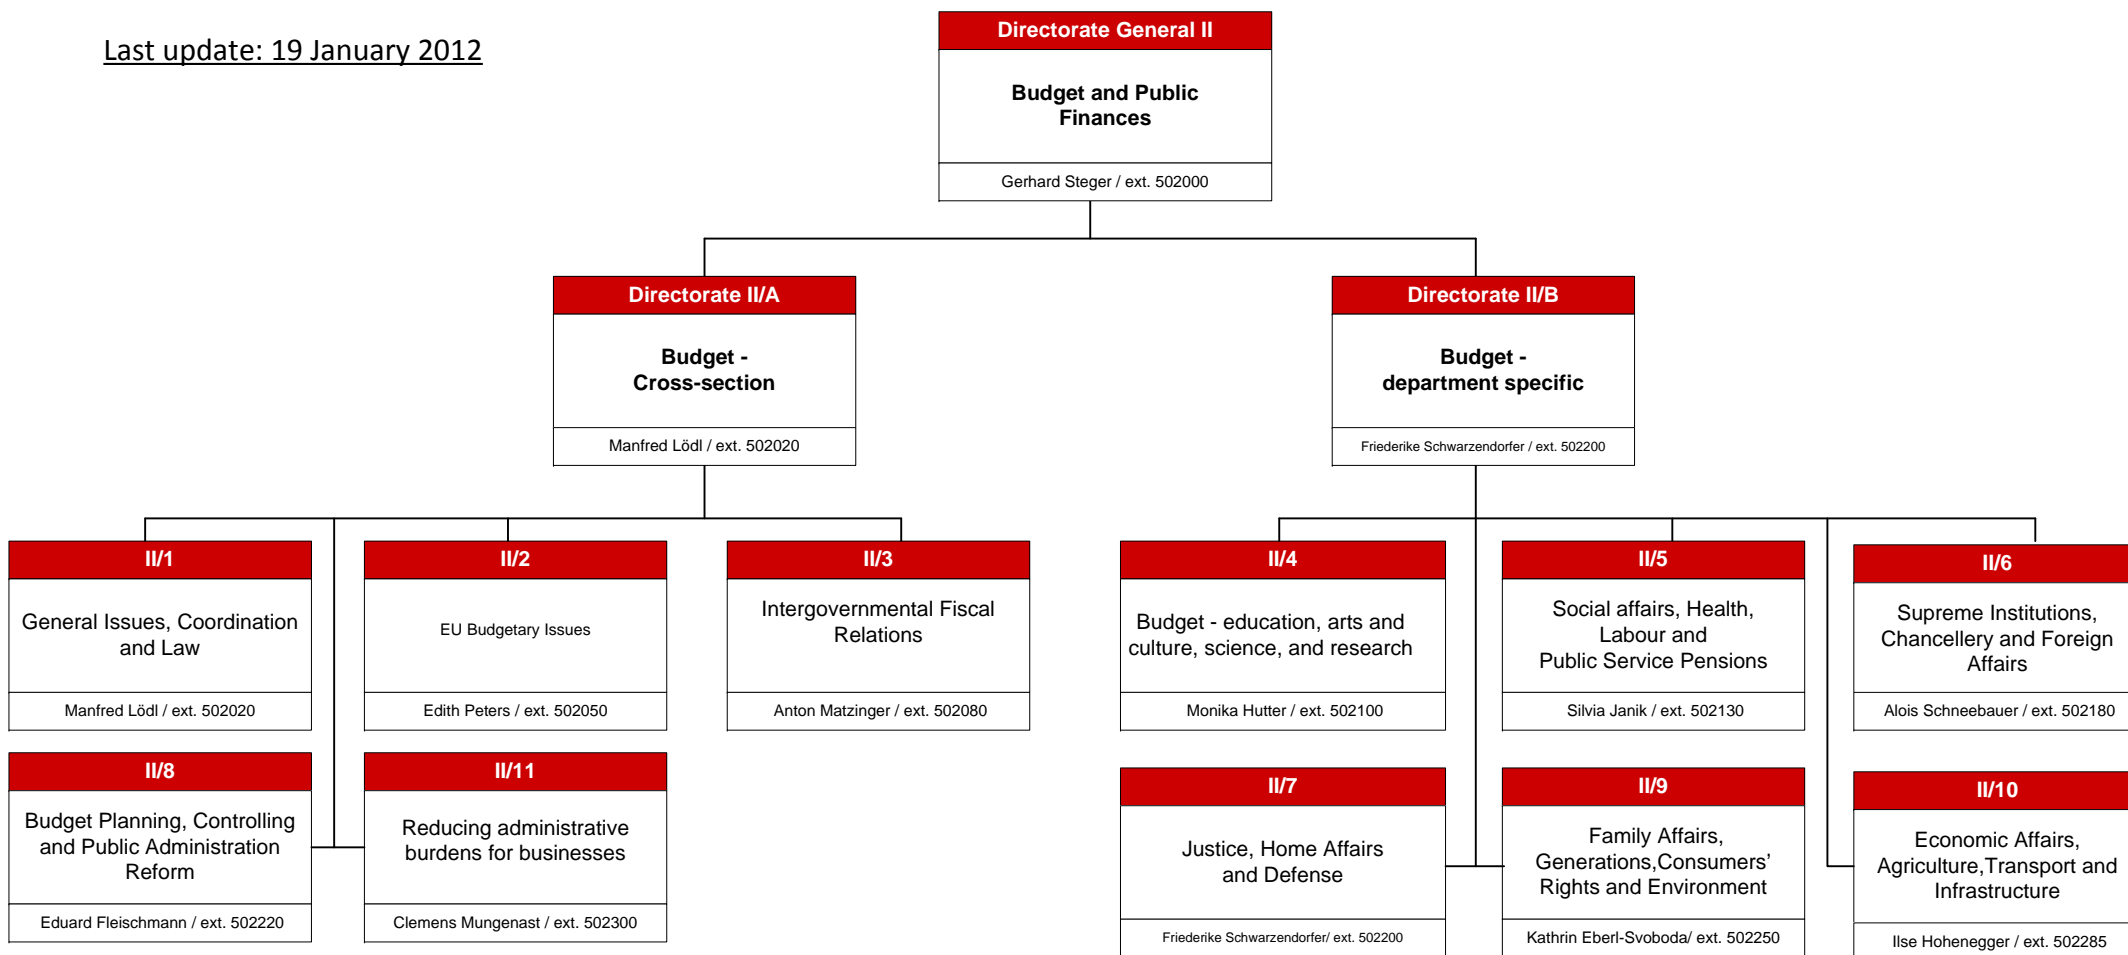 Last update: 19 January 2012
Directorate General II
Budget and Public
Finances
Gerhard Steger / ext. 502000
Directorate II/A
Budget -
Cross-section
Manfred Lödl / ext. 502020
Directorate II/B
Budget -
department specific
Friederike Schwarzendorfer / ext. 502200
II/1
General Issues, Coordination
and Law
Manfred Lödl / ext. 502020
II/2
EU Budgetary Issues
Edith Peters / ext. 502050
II/3
Intergovernmental Fiscal
Relations
Anton Matzinger / ext. 502080
II/4
Budget - education, arts and
culture, science, and research
Monika Hutter / ext. 502100
II/5
Social affairs, Health,
Labour and
Public Service Pensions
Silvia Janik / ext. 502130
II/6
Supreme Institutions,
Chancellery and Foreign
Affairs
Alois Schneebauer / ext. 502180
II/8
Budget Planning, Controlling
and Public Administration
Reform
Eduard Fleischmann / ext. 502220
II/11
Reducing administrative
burdens for businesses
Clemens Mungenast / ext. 502300
II/7
Justice, Home Affairs
and Defense
Friederike Schwarzendorfer/ ext. 502200
II/9
Family Affairs,
Generations,Consumers’
Rights and Environment
Kathrin Eberl-Svoboda/ ext. 502250
II/10
Economic Affairs,
Agriculture,Transport and
Infrastructure
Ilse Hohenegger / ext. 502285